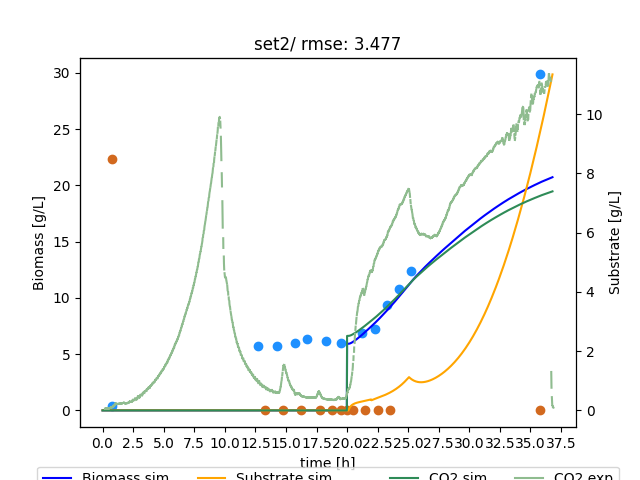 set2/ rmse: 3.477
30
25
20
15
10
5
0
Biomass [g/L]
10
8
6
4
2
0
Substrate [g/L]
0.0 2.5 5.0 7.5 10.0 12.5 15.0 17.5 20.0 22.5 25.0 27.5 30.0 32.5 35.0 37.5
time [h]
Biomass sim Substrate sim CO2 sim CO2 exp